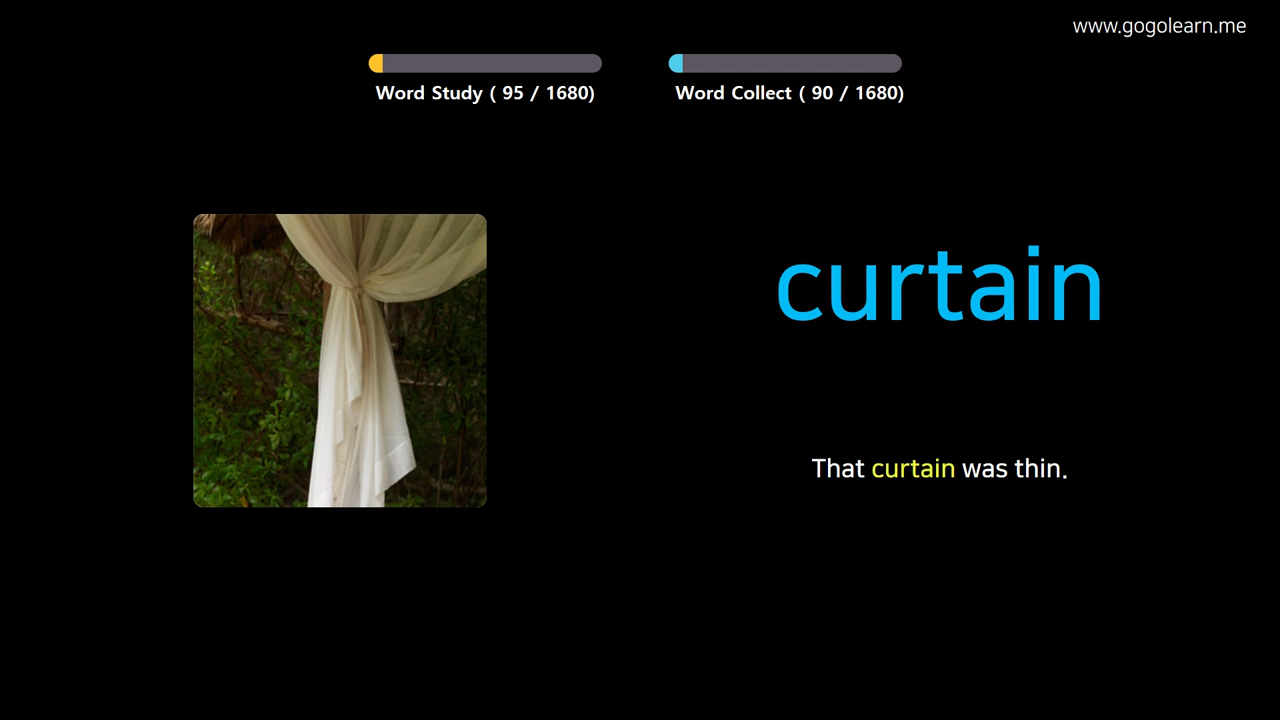 www.gogolearn.me
Word Study ( 95 / 1680)
Word Collect ( 90 / 1680)
curtain
That curtain was thin.